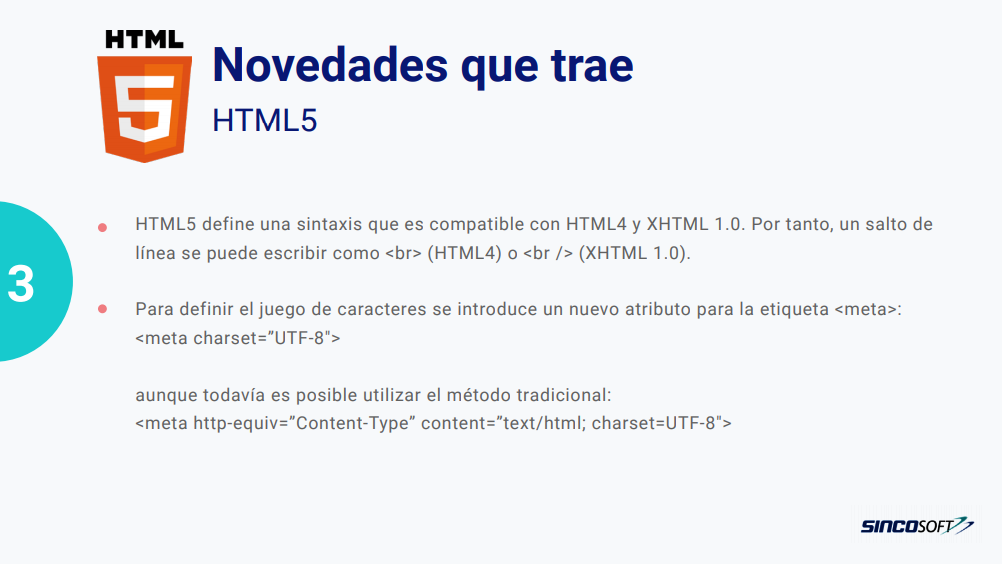 HTML
5
Novedades que trae
HTML5
3
HTML5 define una sintaxis que es compatible con HTML4 y XHTML 1.0. Por tanto, un salto de
línea se puede escribir como <br> (HTML4) o <br /> (XHTML 1.0).
Para definir el juego de caracteres se introduce un nuevo atributo para la etiqueta <meta>:
<meta charset=”UTF-8″>
aunque todavía es posible utilizar el método tradicional:
<meta http-equiv=”Content-Type” content=”text/html; charset=UTF-8″>
SINCOSOFT